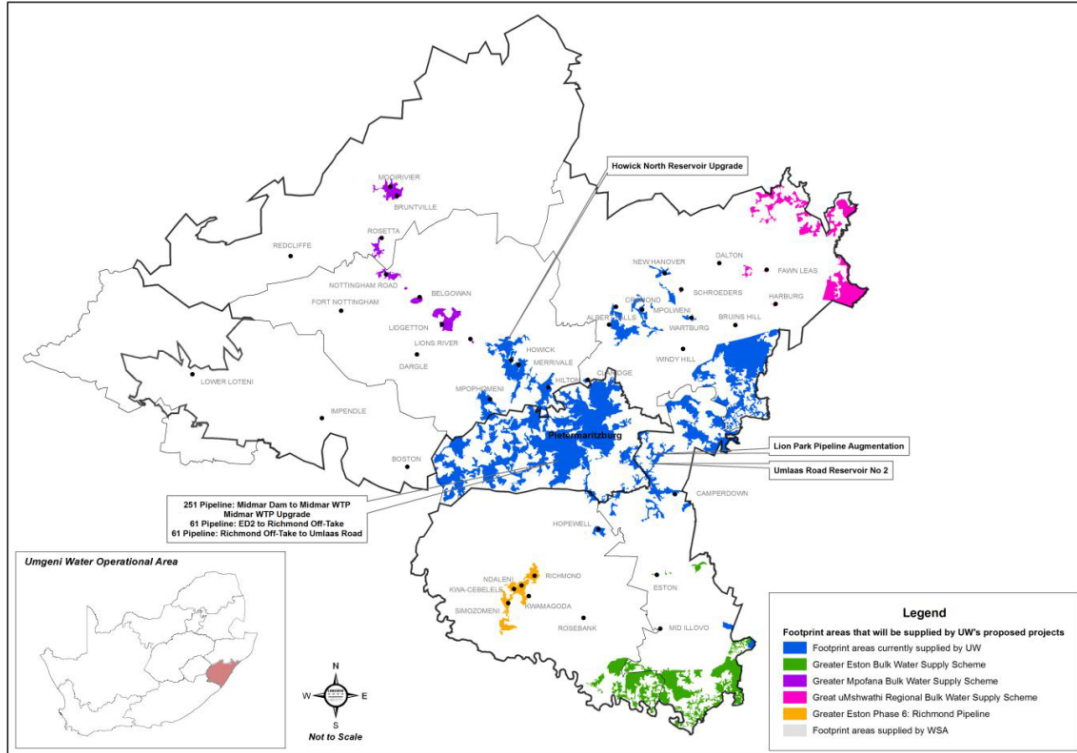 Howick North Reservoir Upgrade
MOOIRIVIER
BRUNTVILLE
ROSETTA
REDCLIFFE
NOTTINGHAM ROAD
FORT NOTTINGHAM
BELGOWAN
LIDGETTON
LIONS RIVER
DARGLE
LOWER LOTENI
IMPENDLE
BOSTON
NEW HANOVER
DALTON
FAWN LEAS
SCHROEDERS
HARBURG
CRAMOND
MPOLWENI
ALBERT FALLS
WARTBURG
BRUINS HILL
WINDY HILL
HOWICK
MERRIVALE
HILTON
CLARIDGE
MPOPHOMENI
Pietermaritzburg
Lion Park Pipeline Augmentation
Umlaas Road Reservoir No 2
CAMPERDOWN
251 Pipeline: Midmar Dam to Midmar WTP
Midmar WTP Upgrade
61 Pipeline: ED2 to Richmond Off-Take
61 Pipeline: Richmond Off-Take to Umlaas Road
HOPEWELL
NDALENI
RICHMOND
KWA-CEBELELE
KWAMAGODA
SIMOZOMENI
ROSEBANK
ESTON
MID ILLOVO
Umgeni Water Operational Area
N
W
E
S
Not to Scale
Legend
Footprint areas that will be supplied by UW's proposed projects
Footprint areas currently supplied by UW
Greater Eston Bulk Water Supply Scheme
Greater Mpofana Bulk Water Supply Scheme
Great uMshwathi Regional Bulk Water Supply Scheme
Greater Eston Phase 6: Richmond Pipeline
Footprint areas supplied by WSA